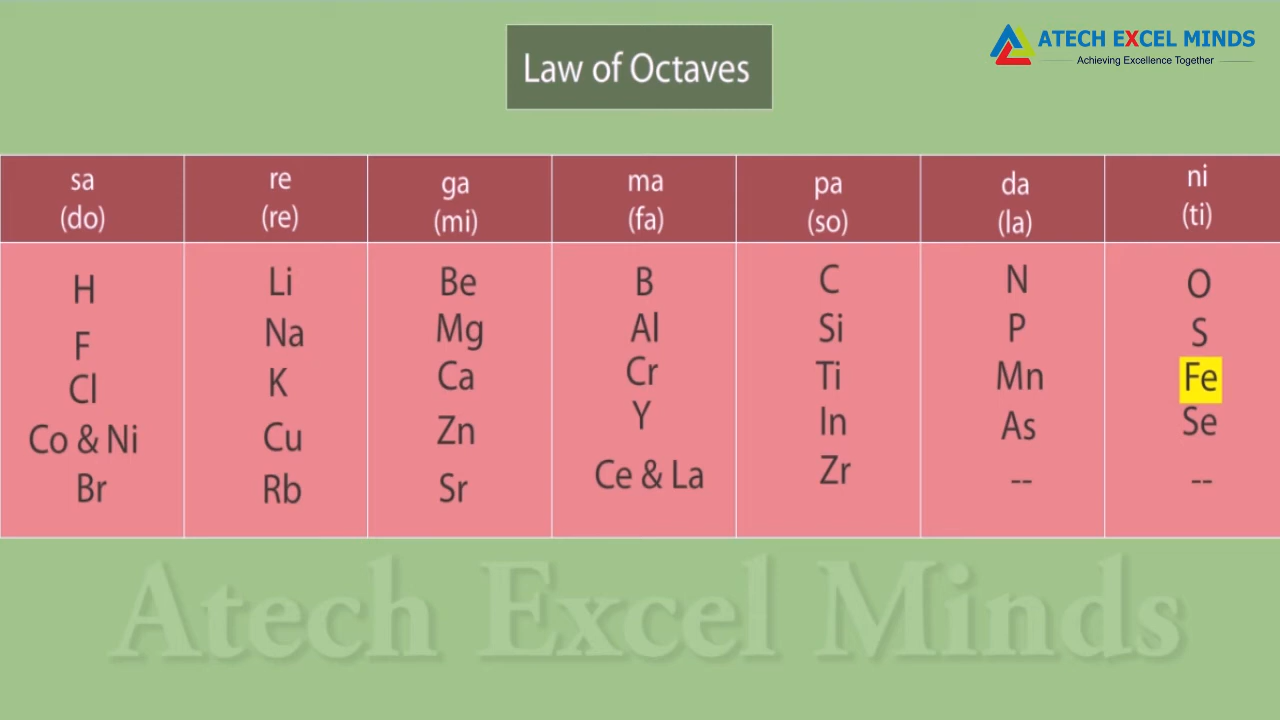 Law of Octaves
ATECH EXCEL MINDS
Achieving Excellence Together
sa re ga ma pa da ni
(do) (re) (mi) (fa) (so) (la) (ti)
H Li Be B C N O
F Na Mg Al Si P S
Cl K Ca Cr Ti Mn Fe
Co & Ni Cu Zn Y In As Se
Br Rb Sr Ce & La Zr -- --
Atech Excel Minds